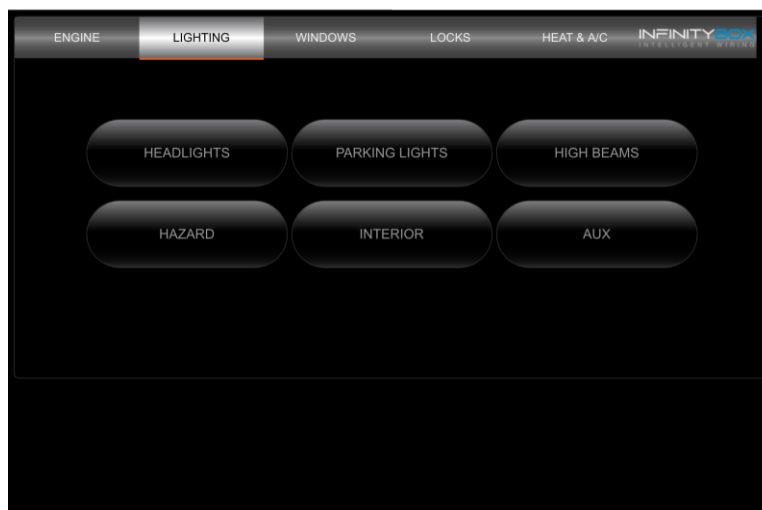 ENGINE LIGHTING WINDOWS LOCKS HEAT & A/C INFINITYBOX
INTELLIGENT WIRING
HEADLIGHTS PARKING LIGHTS HIGH BEAMS
HAZARD INTERIOR AUX